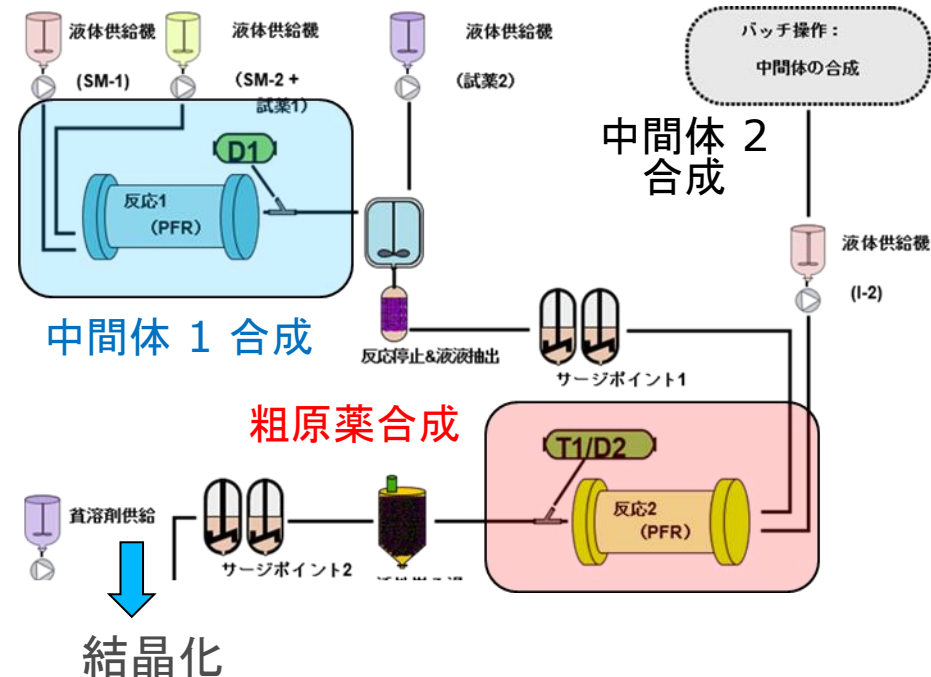 液体供給機
(SM-1)
液体供給機
(SM-2 +
試薬1)
液体供給機
(試薬2)
バッチ操作：
中間体の合成
中間体 2
合成
D1
反応1
(PFR)
液体供給機
(I-2)
中間体 1 合成
反応停止&液液抽出
サージポイント1
粗原薬合成
T1/D2
反応2
(PFR)
貧溶剤供給
サージポイント2
結晶化